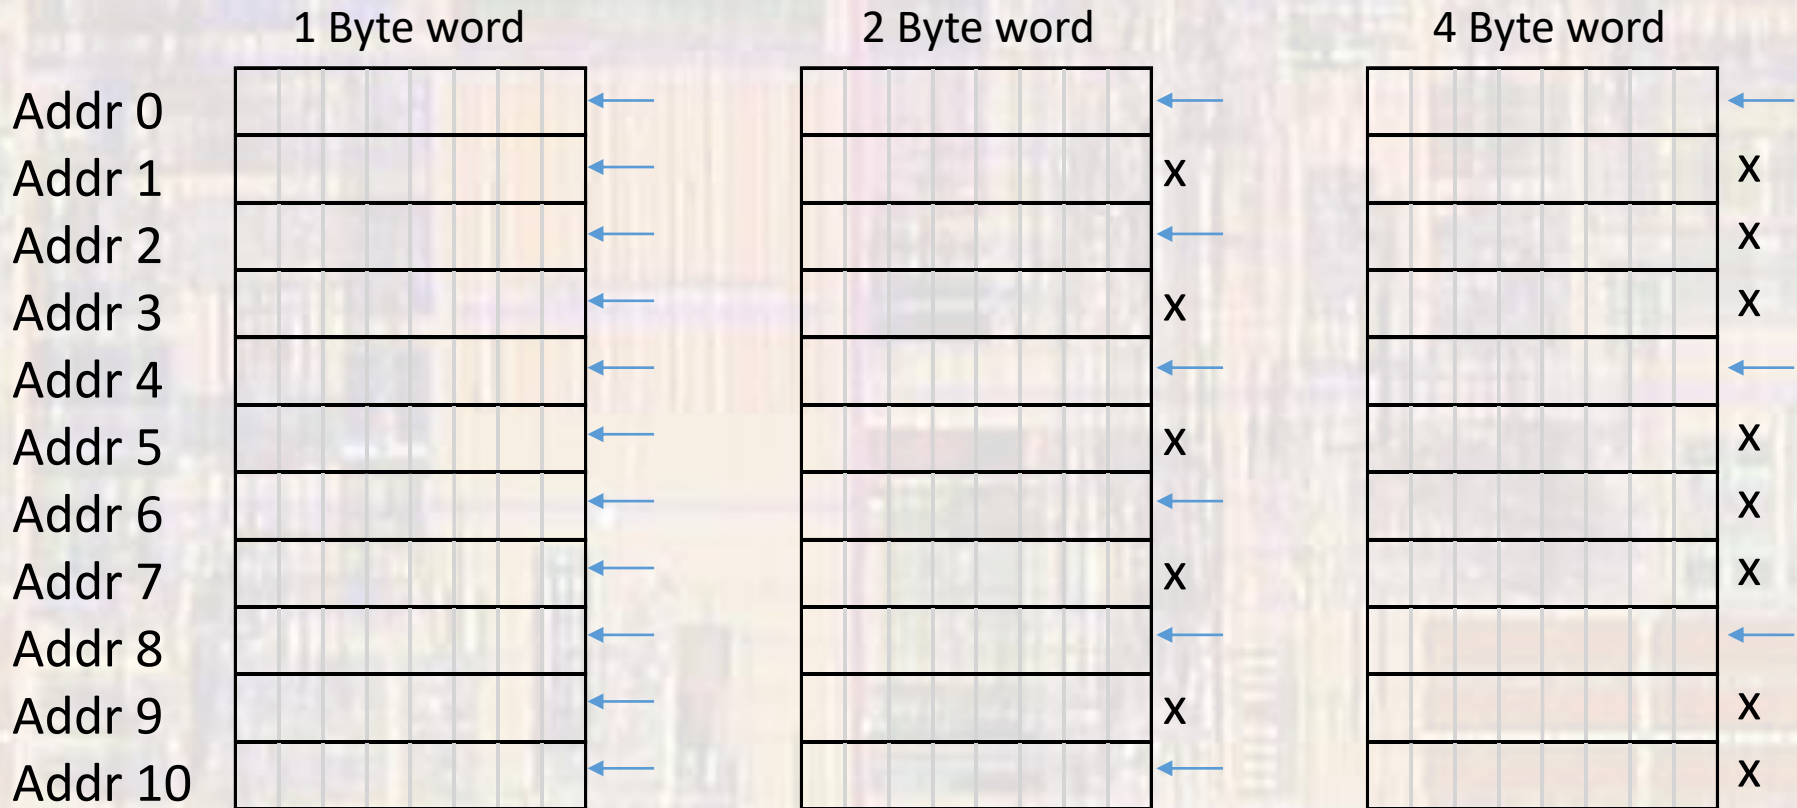 1 Byte word 2 Byte word 4 Byte word
Addr 0
Addr 1 x x
Addr 2 x
Addr 3 x x
Addr 4
Addr 5 x x
Addr 6 x
Addr 7 x x
Addr 8
Addr 9 x x
Addr 10 x